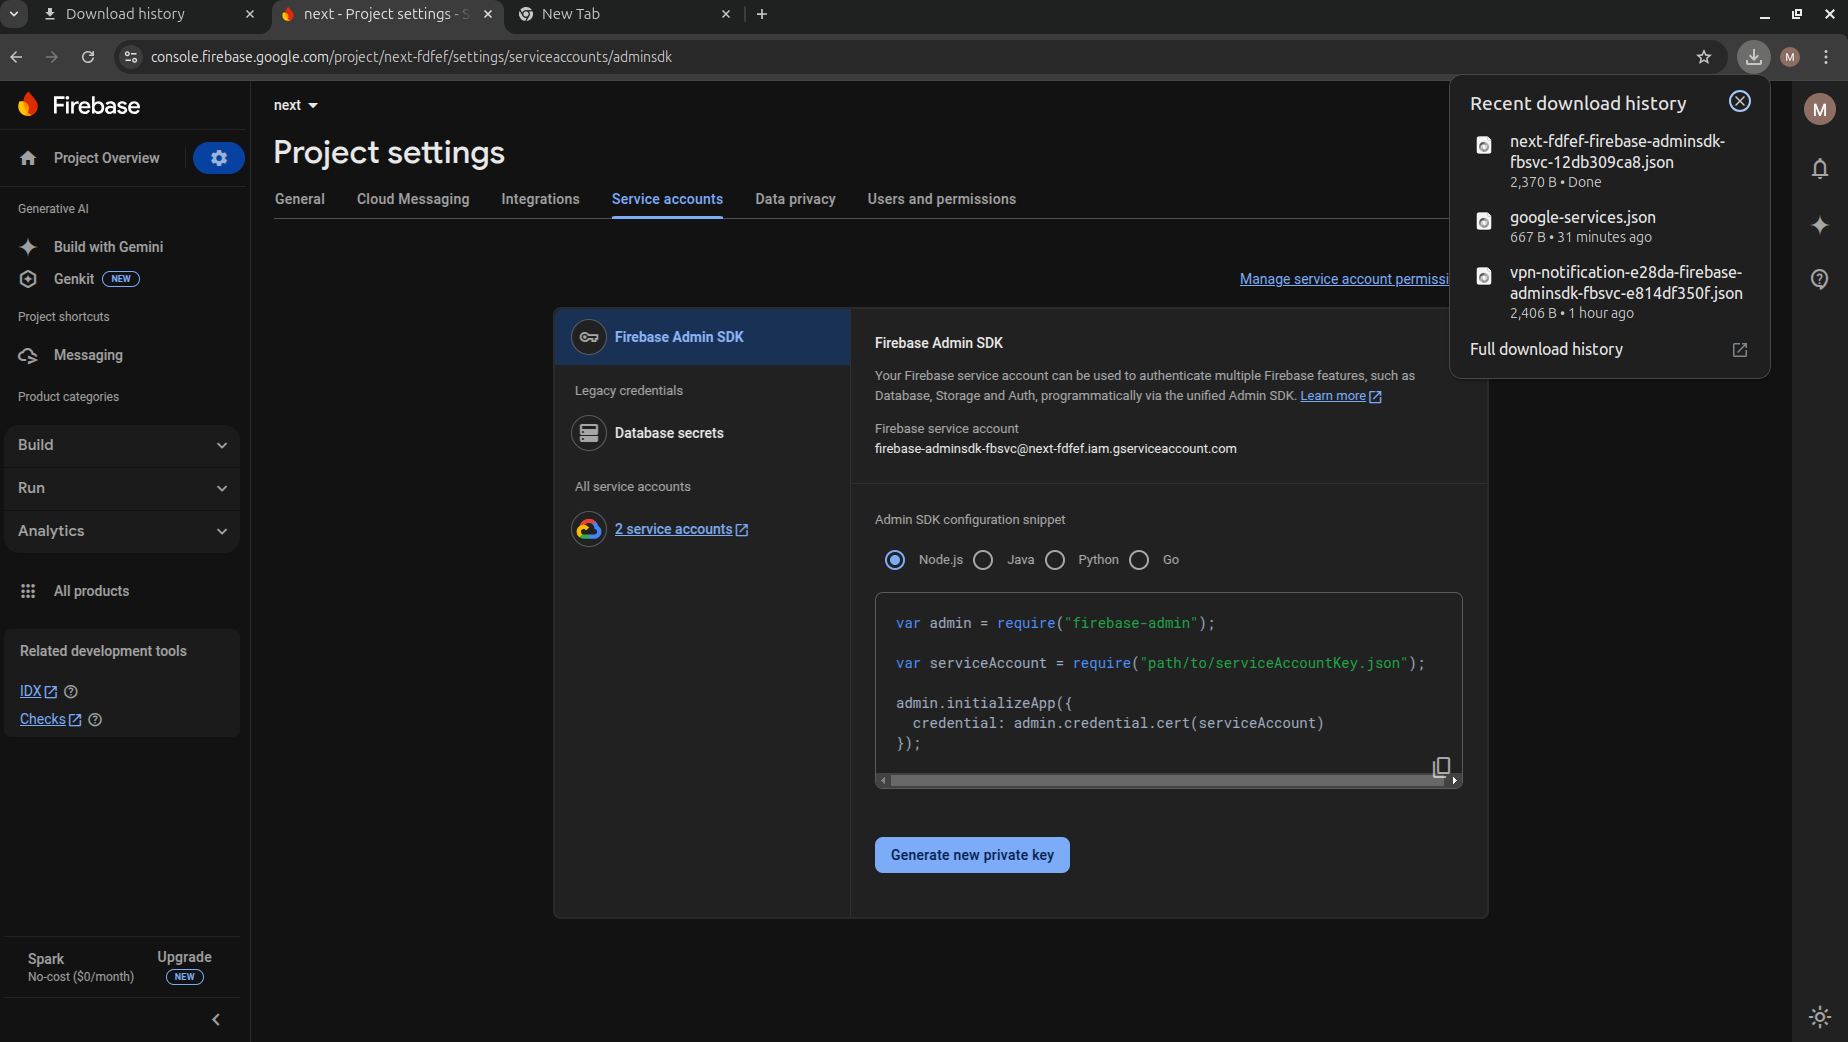 Download history
next - Project settings - S
New Tab
console.firebase.google.com/project/next-fdfef/settings/serviceaccounts/adminsdk
M
Firebase
Project Overview
Generative AI
Build with Gemini
Genkit NEW
Project shortcuts
Messaging
Product categories
Build
Run
Analytics
All products
Related development tools
IDX
Checks
Spark
No-cost ($0/month)
Upgrade
NEW
next
Project settings
General
Cloud Messaging
Integrations
Service accounts
Data privacy
Users and permissions
Manage service account permissi
Firebase Admin SDK
Legacy credentials
Database secrets
All service accounts
2 service accounts
Firebase Admin SDK
Your Firebase service account can be used to authenticate multiple Firebase features, such as
Database, Storage and Auth, programmatically via the unified Admin SDK. Learn more
Firebase service account
firebase-adminsdk-fbsvc@next-fdfef.iam.gserviceaccount.com
Admin SDK configuration snippet
Node.js
Java
Python
Go
var admin = require("firebase-admin");
var serviceAccount = require("path/to/serviceAccountKey.json");
admin.initializeApp({
credential: admin.credential.cert(serviceAccount)
});
Generate new private key
Recent download history
next-fdfef-firebase-adminsdk-
fbsvc-12db309ca8.json
2,370 B • Done
google-services.json
667 B • 31 minutes ago
vpn-notification-e28da-firebase-
adminsdk-fbsvc-e814df350f.json
2,406 B • 1 hour ago
Full download history
M